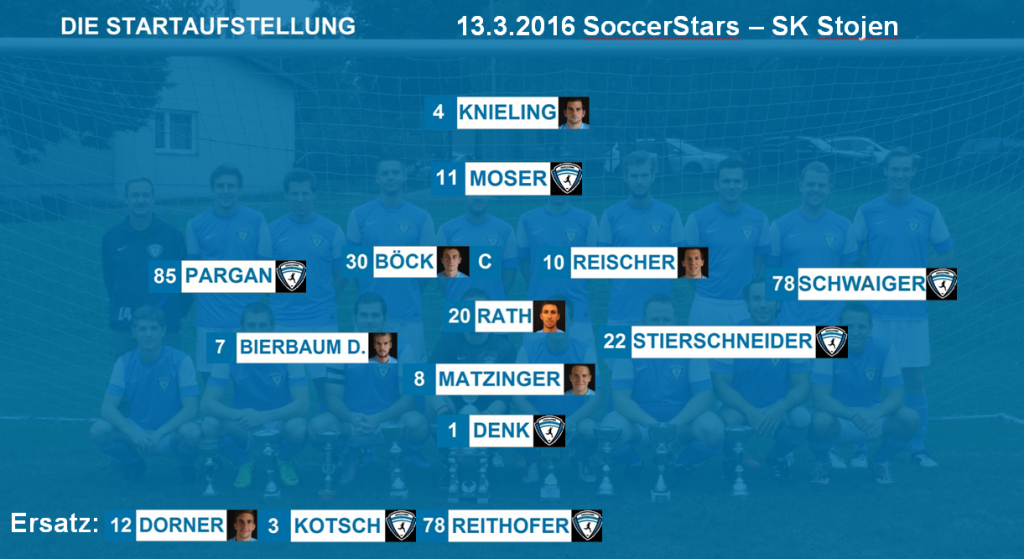 DIE STARTAUFSTELLUNG
13.3.2016 SoccerStars – SK Stojen
4 KNIELING
11 MOSER
30 BÖCK C
10 REISCHER
85 PARGAN
78 SCHWAIGER
20 RATH
7 BIERBAUM D.
22 STIERSCHNEIDER
8 MATZINGER
1 DENK
Ersatz: 12 DORNER 3 KOTSCH 78 REITHOFER